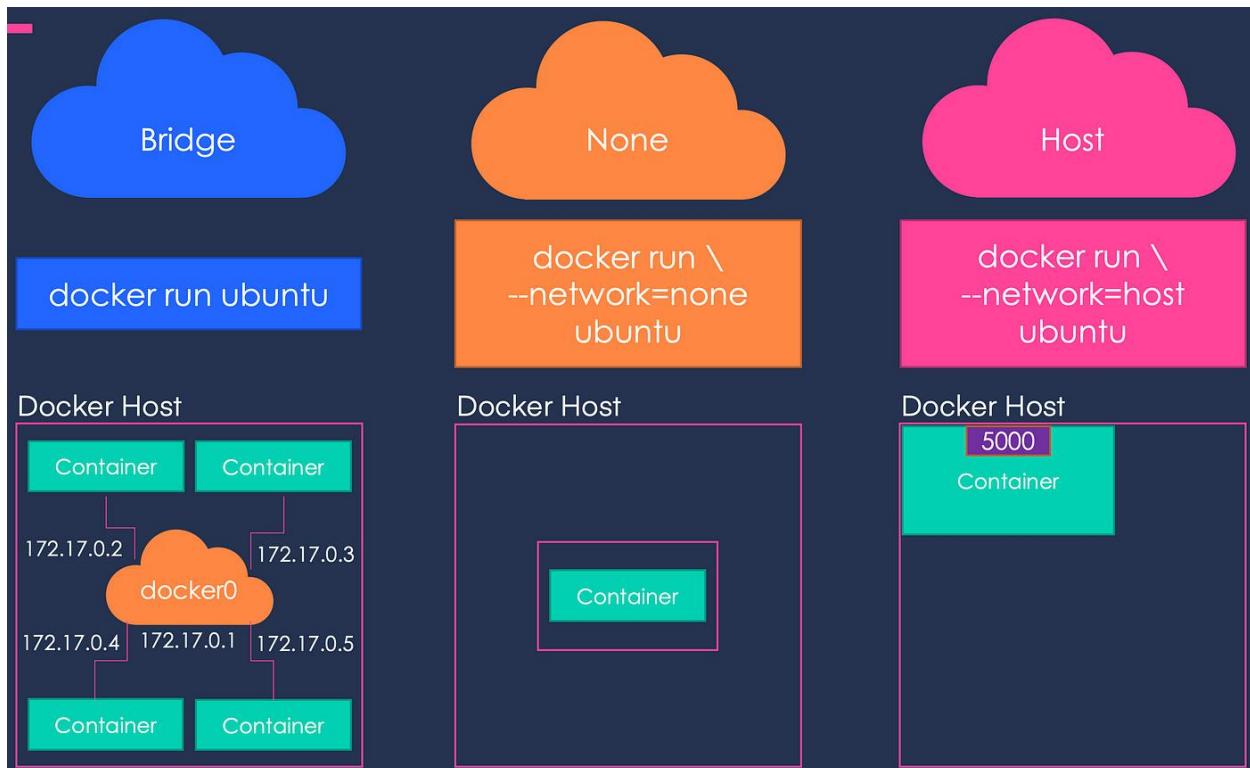 Bridge
None
Host
docker run ubuntu
docker run \
--network=none
ubuntu
docker run \
--network=host
ubuntu
Docker Host
Container
Container
172.17.0.2
172.17.0.3
docker0
172.17.0.4
172.17.0.1
172.17.0.5
Container
Container
Docker Host
Container
Docker Host
5000
Container